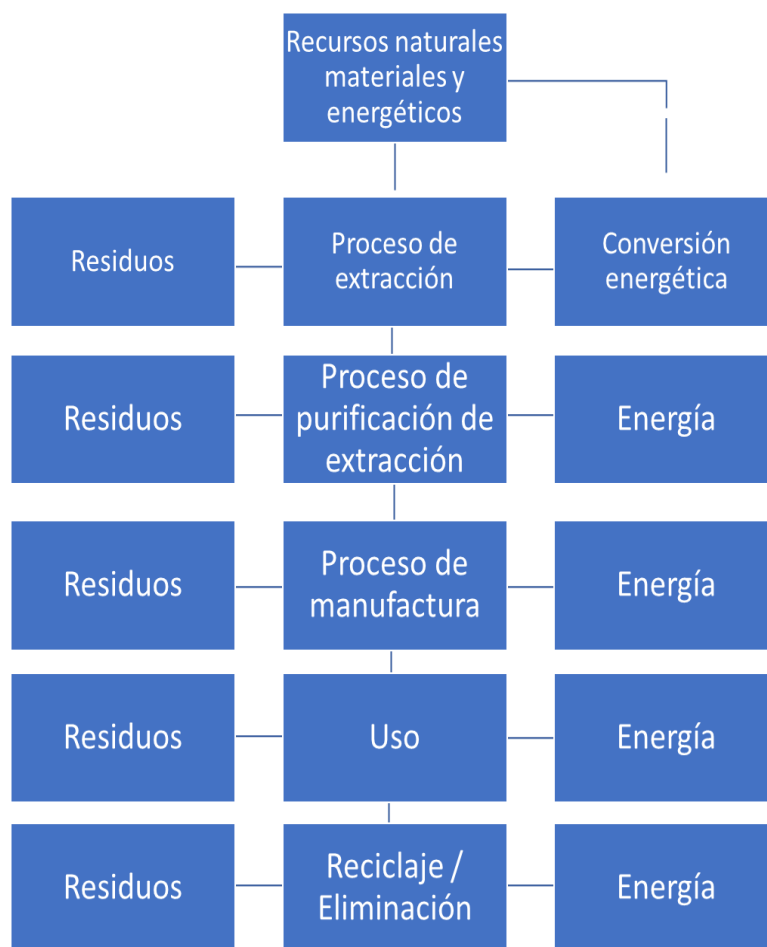 Recursos naturales
materiales y
energéticos
Residuos
Proceso de
extracción
Conversión
energética
Residuos
Proceso de
purificación de
extracción
Energía
Residuos
Proceso de
manufactura
Energía
Residuos
Uso
Energía
Residuos
Reciclaje /
Eliminación
Energía